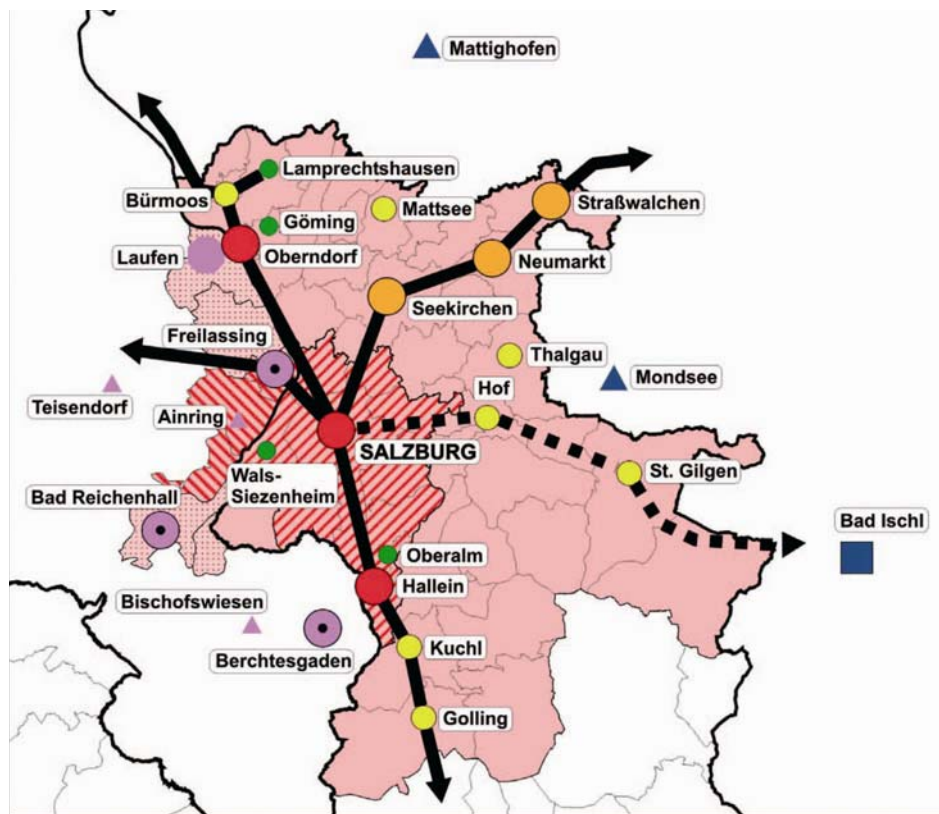 Mattighofen
Lamprechtshausen
Bürmoos
Mattsee
Straßwalchen
Göming
Laufen
Oberndorf
Neumarkt
Seekirchen
Freilassing
Thalgau
Mondsee
Hof
Teisendorf
Ainring
SALZBURG
Wals-
Siezenheim
St. Gilgen
Bad Reichenhall
Bad Ischl
Oberalm
Hallein
Bischofswiesen
Kuchl
Berchtesgaden
Golling